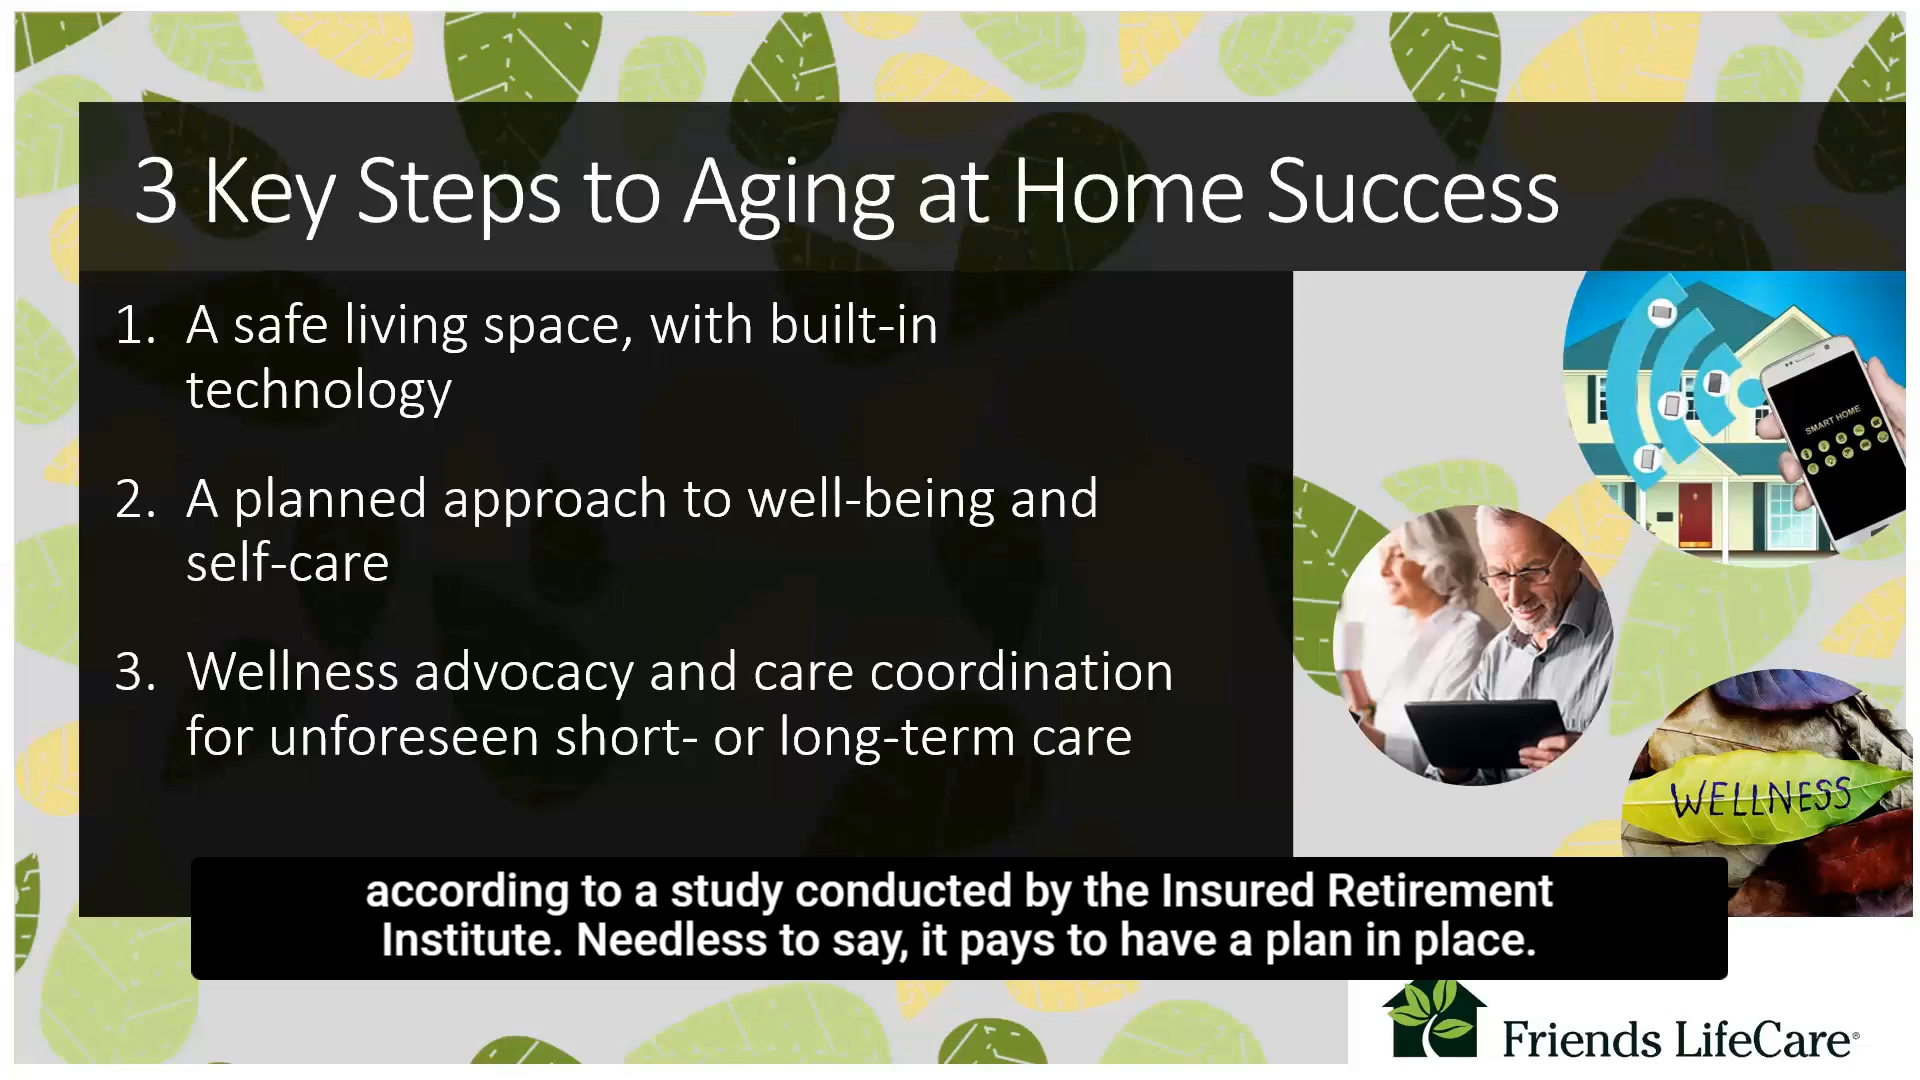 3 Key Steps to Aging at Home Success
1. A safe living space, with built-in
technology
2. A planned approach to well-being and
self-care
3. Wellness advocacy and care coordination
for unforeseen short- or long-term care
SMART HOME
WELLNESS
according to a study conducted by the Insured Retirement
Institute. Needless to say, it pays to have a plan in place.
Friends LifeCare®